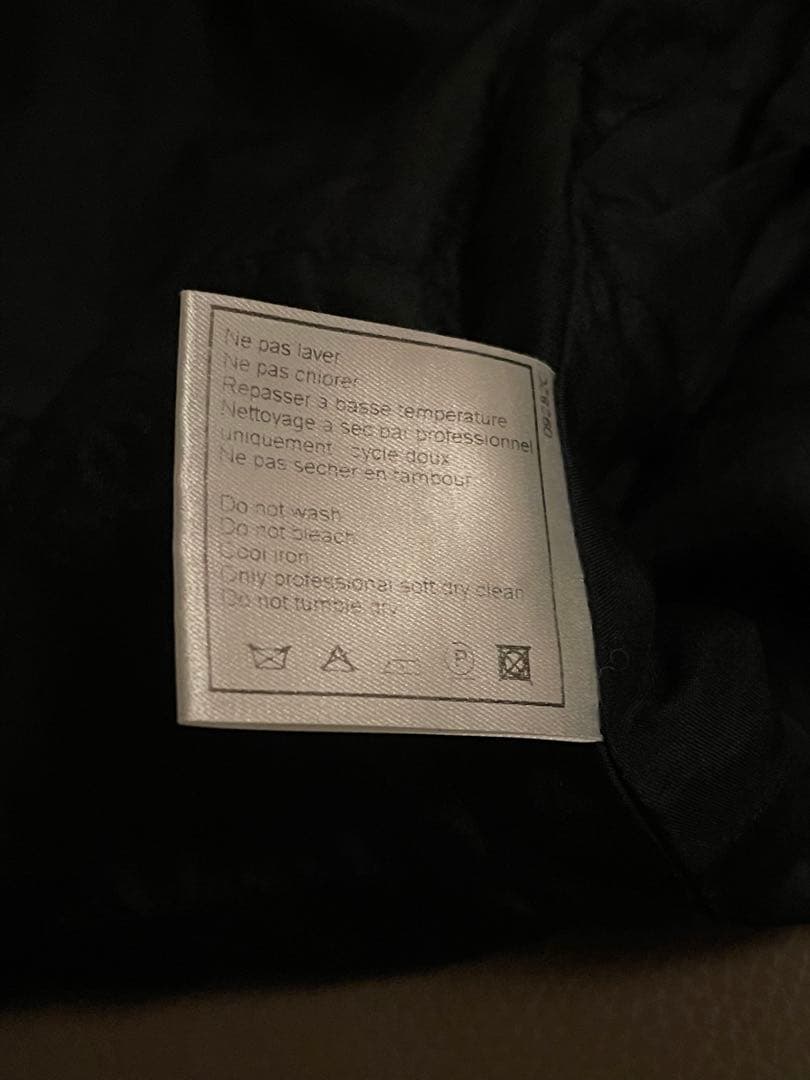 Ne pas laver
Ne pas chlorer
Repasser a basse temperature
Nettoyage a sec par professionnel
uniquement cycle doux
Ne pas secher en tambour
Do not wash
Do not bleach
Cool iron
Only professional soft dry clean
Do not tumble dry
P